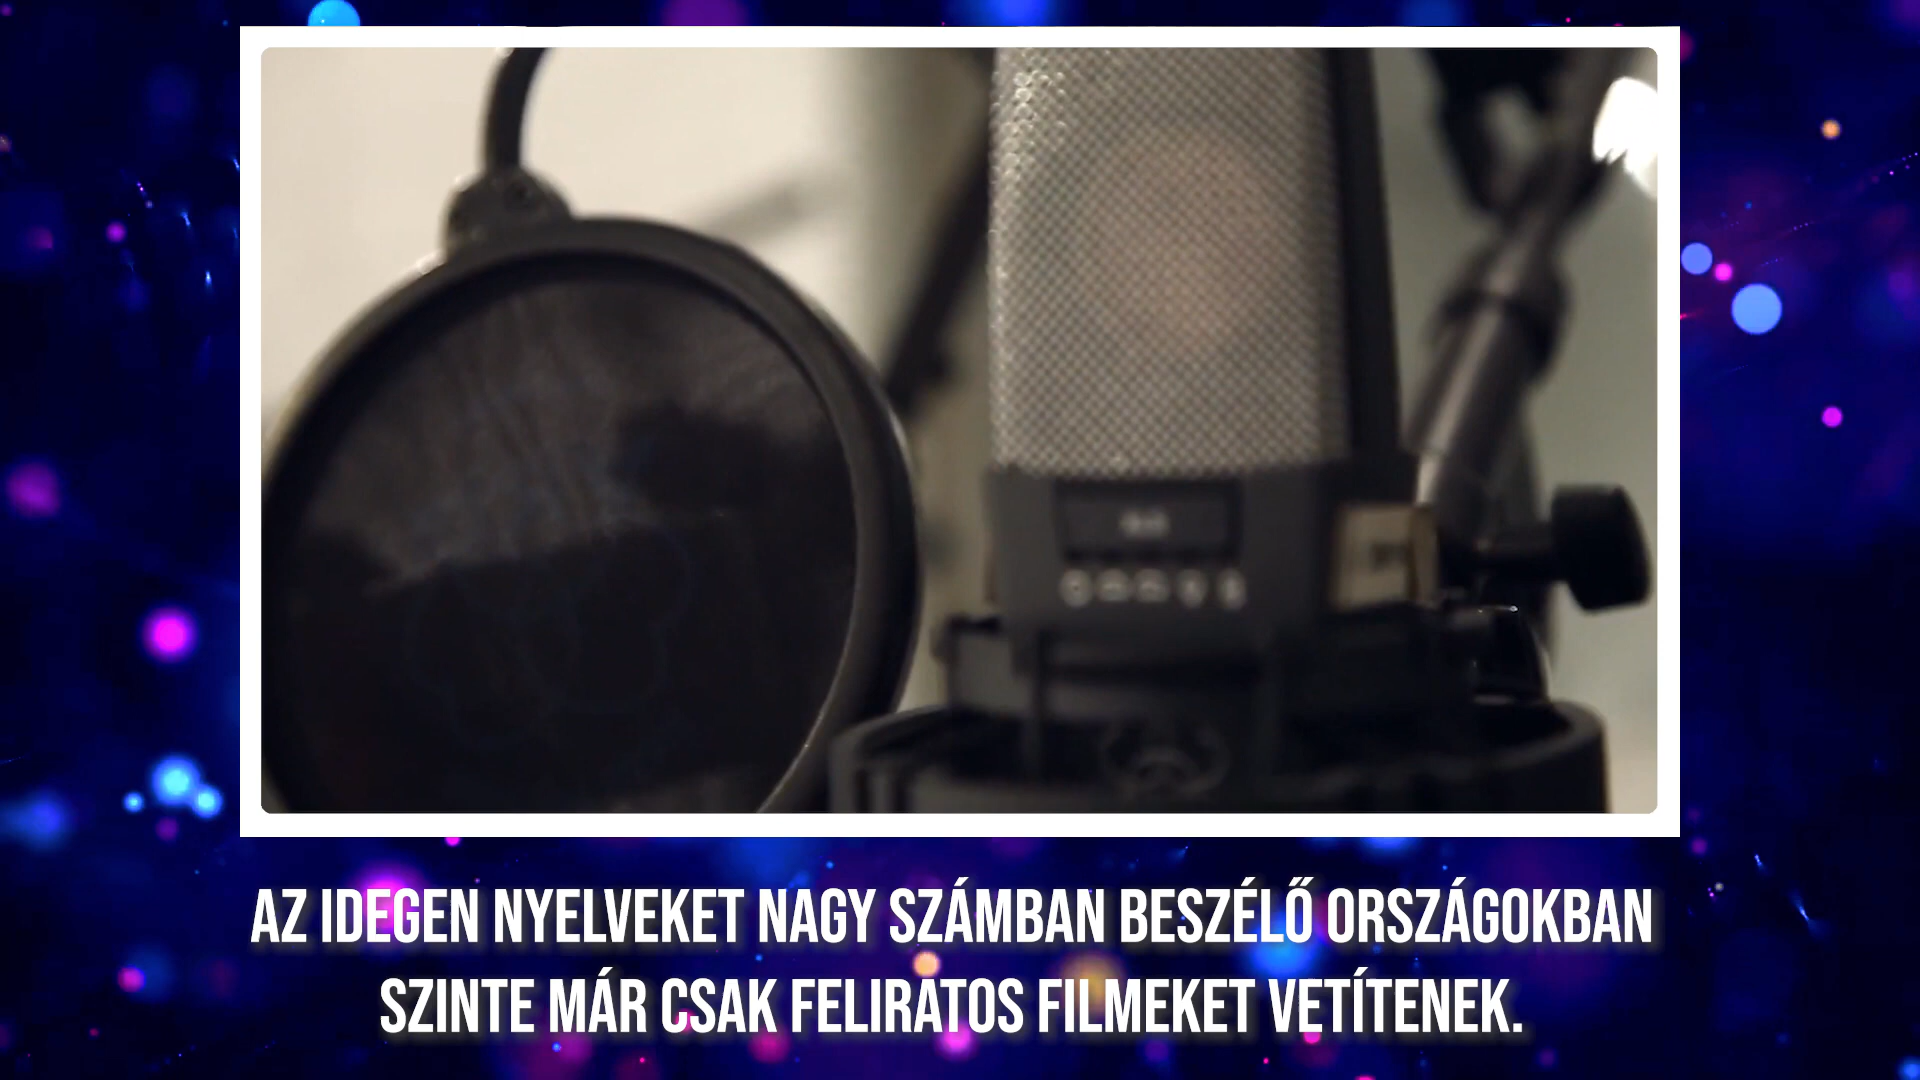 AZ IDEGEN NYELVEKET NAGY SZÁMBAN BESZÉLŐ ORSZÁGOKBAN
SZINTE MÁR CSAK FELIRATOS FILMEKET VETÍTENEK.